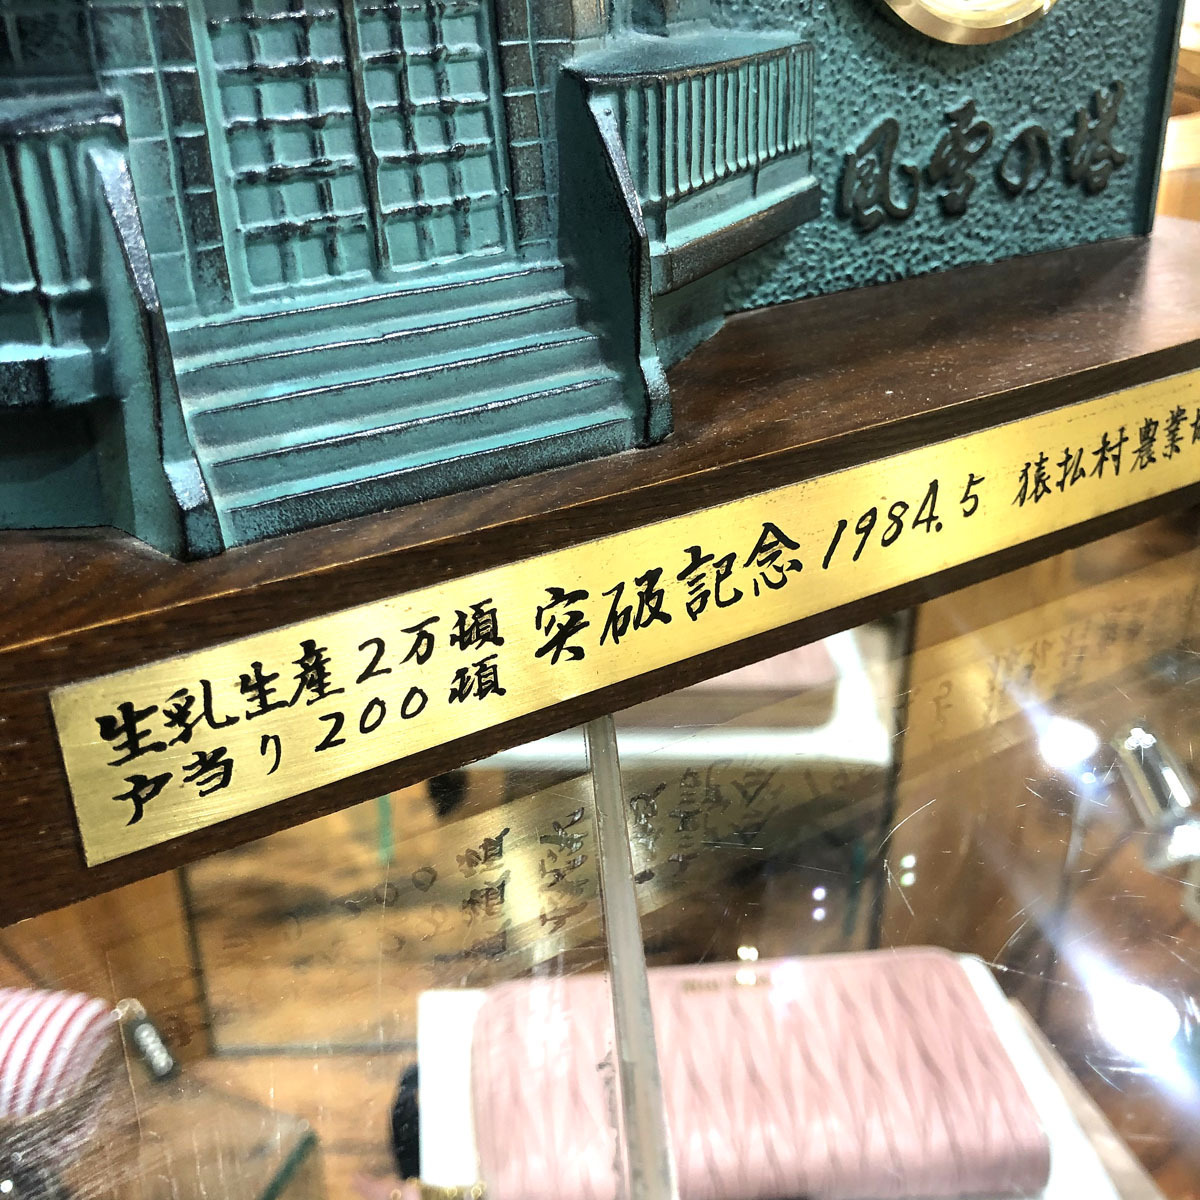 風雪の塔
生乳生産2万頓
戸当り200頓
突破記念 1984.5 猿払村農業